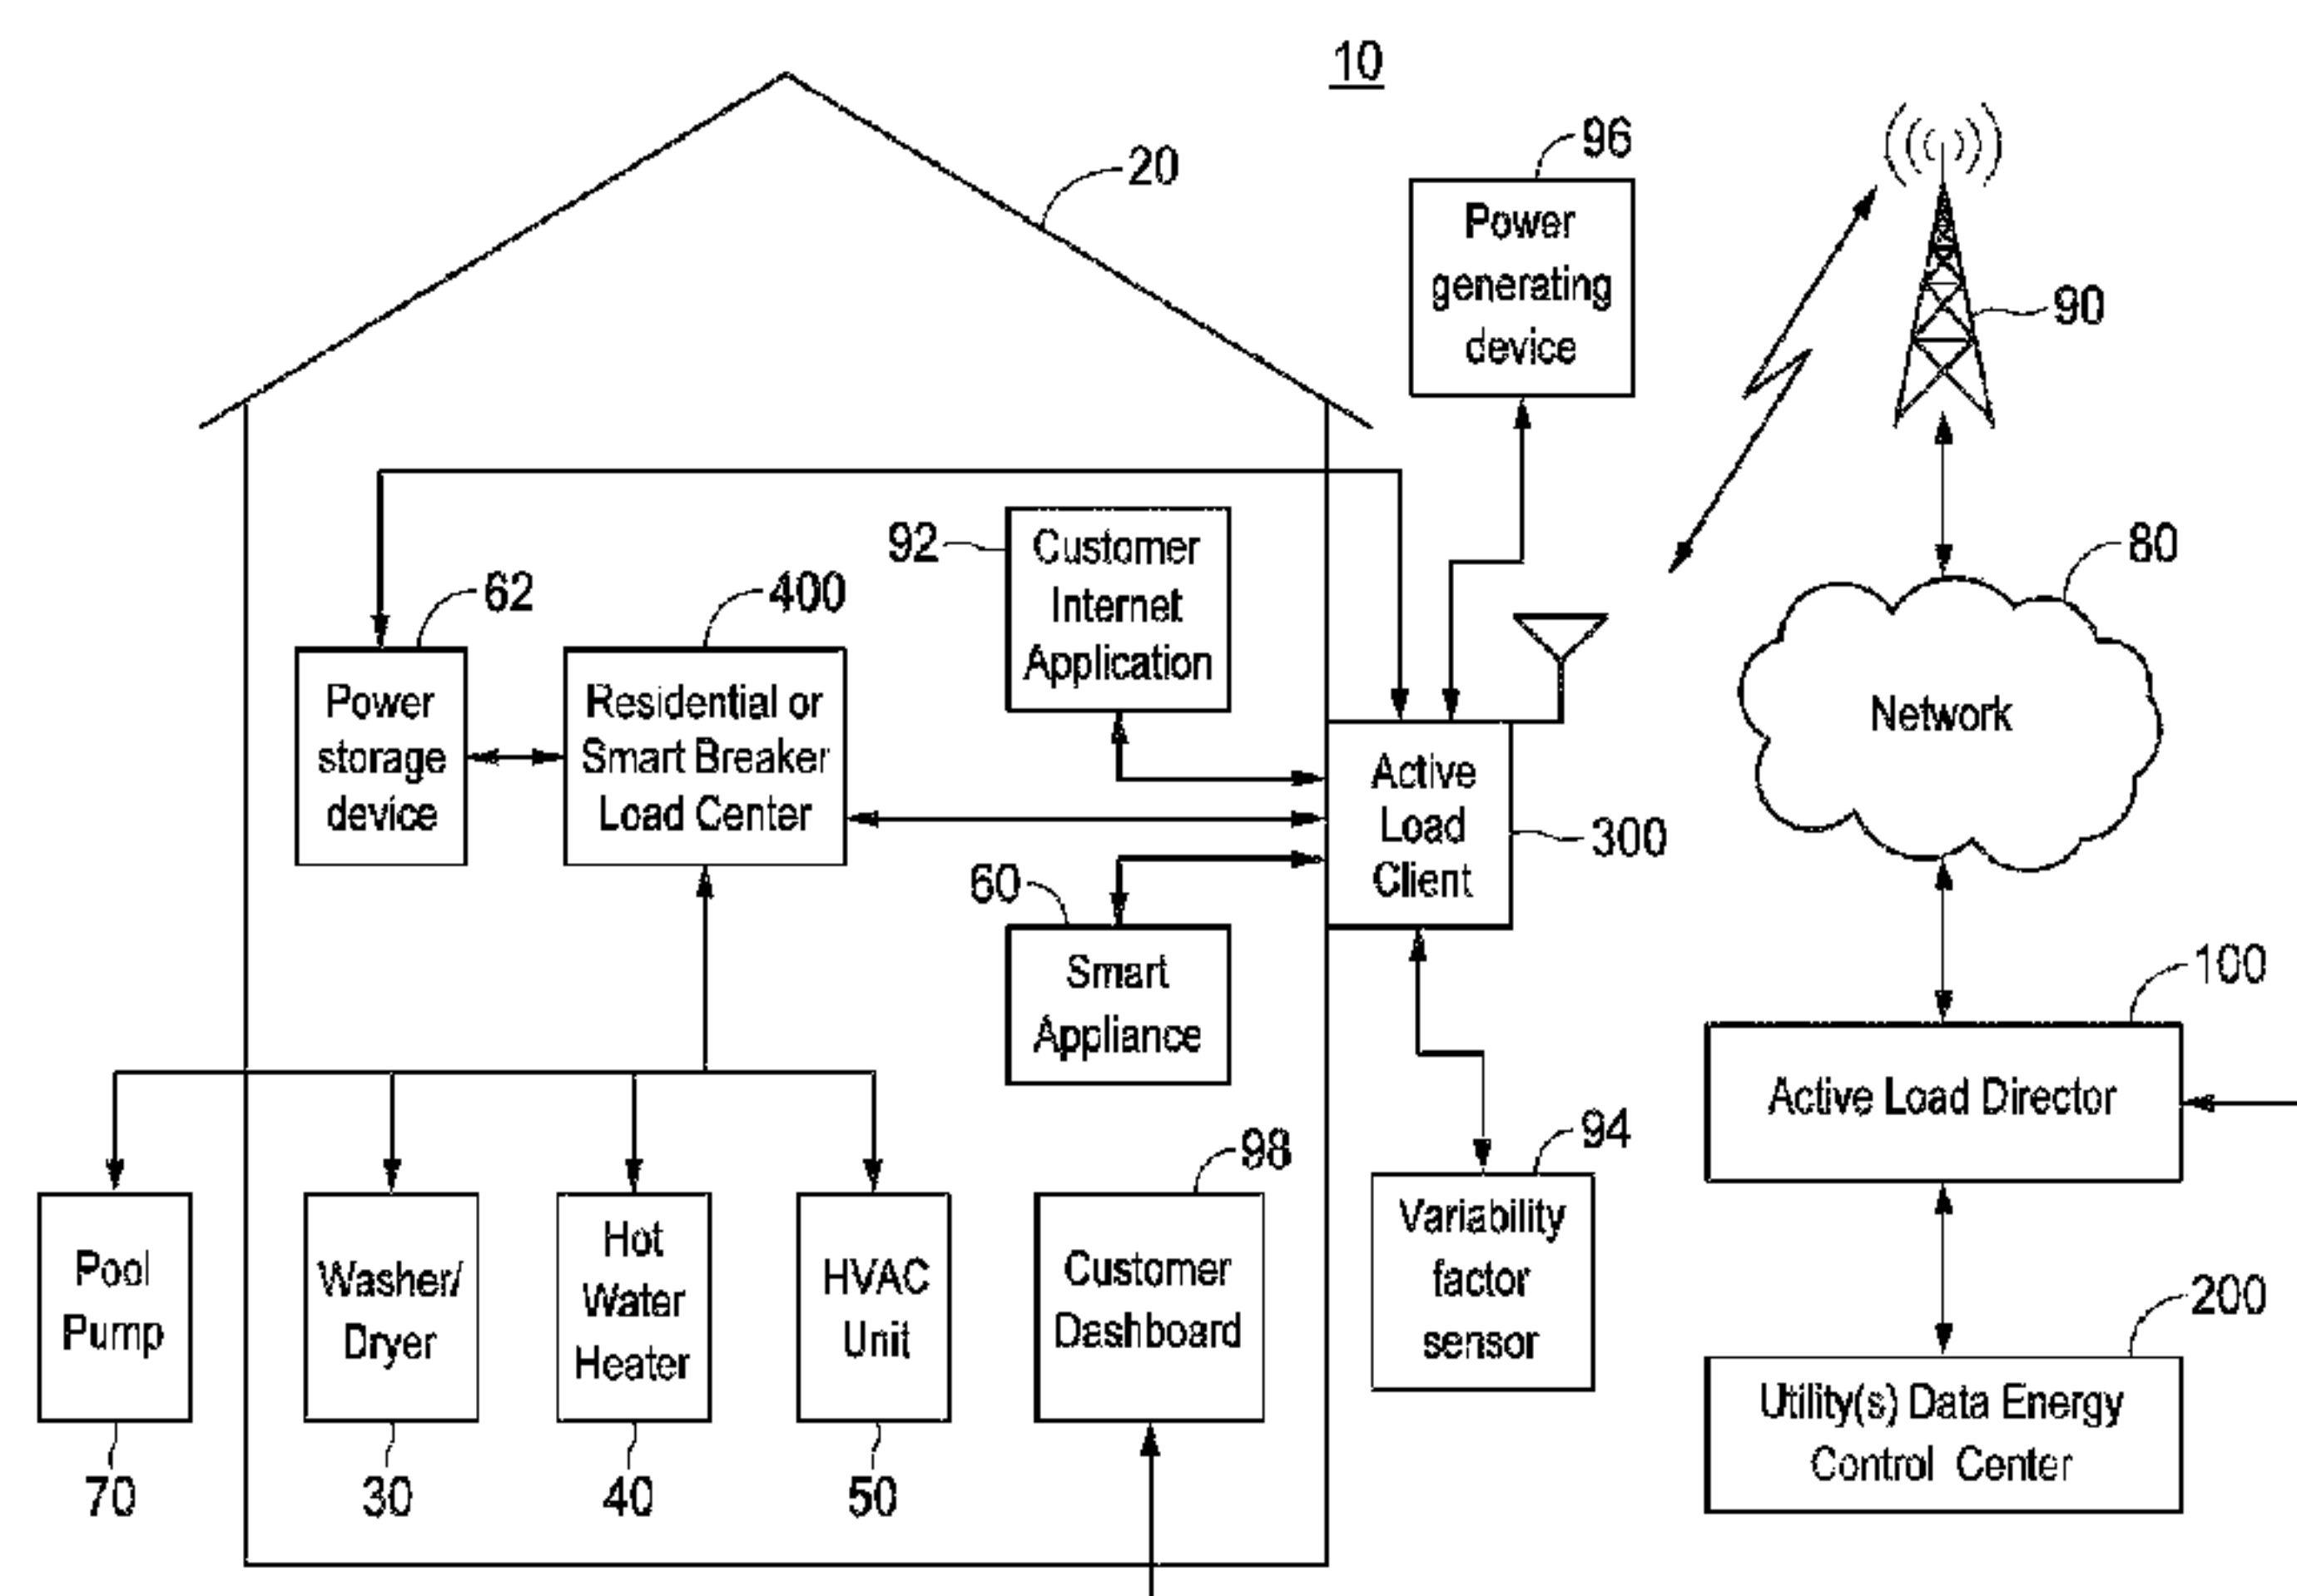 10
20
96
Power
generating
device
90
92
Customer
Internet
Application
80
Network
62
Power
storage
device
400
Residential or
Smart Breaker
Load Center
Active
Load
Client
300
60
Smart
Appliance
100
Active Load Director
98
Customer
Dashboard
94
Variability
factor
sensor
200
Utility(s) Data Energy
Control Center
Pool
Pump
70
Washer/
Dryer
30
Hot
Water
Heater
40
HVAC
Unit
50